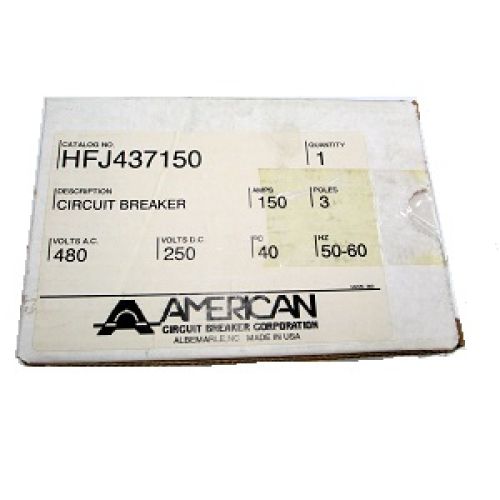 CATALOG NO. QUANTITY
HFJ437150 1
DESCRIPTION AMPS POLES
CIRCUIT BREAKER 150 3
VOLTS A.C. VOLTS D.C. °C HZ
480 250 40 50-60
AMERICAN
CIRCUIT BREAKER CORPORATION
ALBEMARLE, NC MADE IN USA